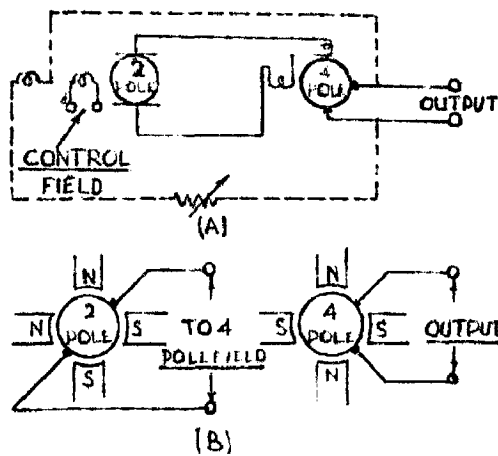 2
POLE
4
POLE
OUTPUT
CONTROL
FIELD
(A)
N
N
2
POLE
S
S
TO 4
POLE FIELD
N
S
4
POLE
S
N
OUTPUT
(B)